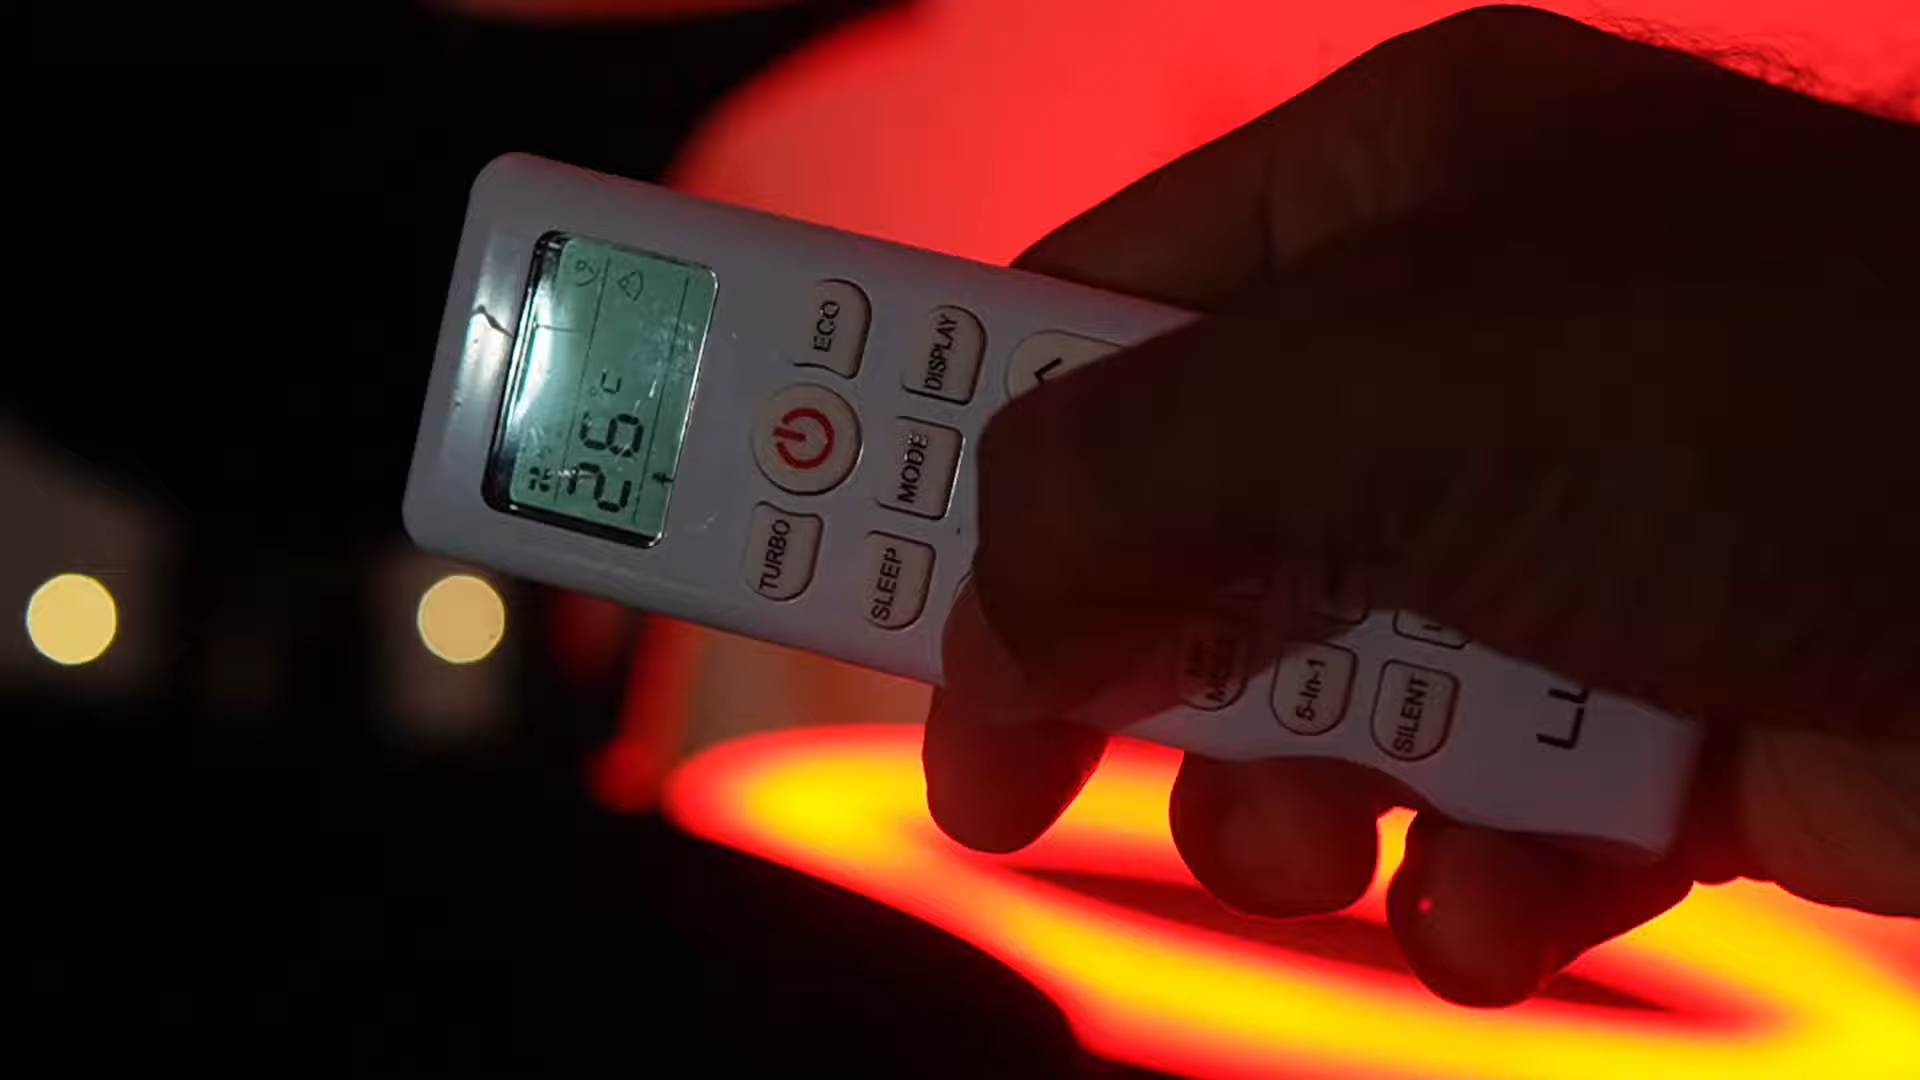 26°C
ECO
DISPLAY
TURBO
MODE
SLEEP
5-In-1
SILENT